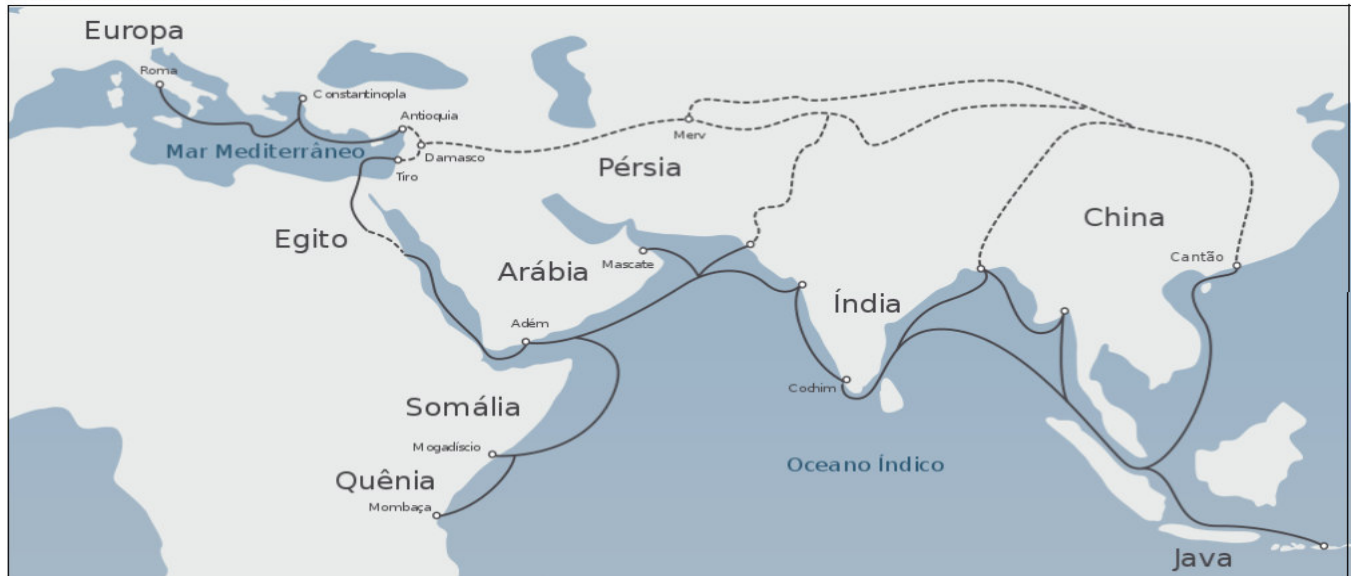 Europa
Roma
Constantinopla
Antioquia
Mar Mediterrâneo
Damasco
Tiro
Merv
Pérsia
Egito
China
Arábia
Mascate
Cantão
Índia
Adém
Cochim
Somália
Mogadíscio
Oceano Índico
Quênia
Mombaça
Java